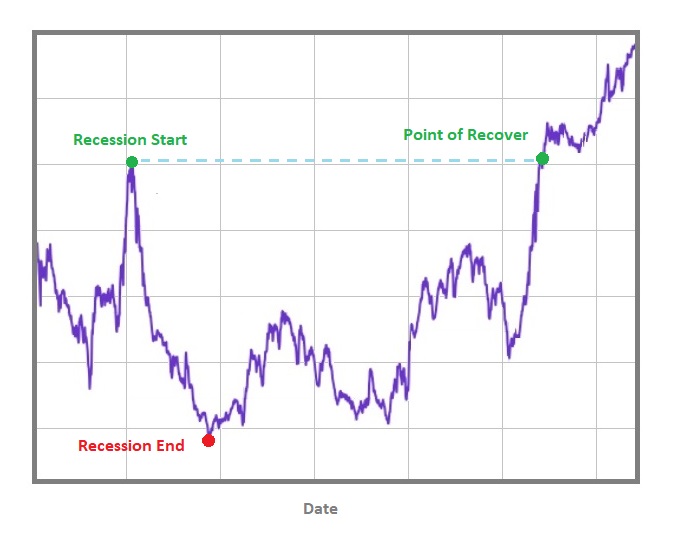 Recession Start
Point of Recover
Recession End
Date